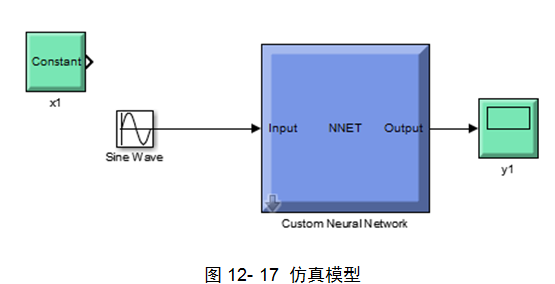 Constant
x1
Sine Wave
Input NNET Output
Custom Neural Network
y1
图 12- 17 仿真模型